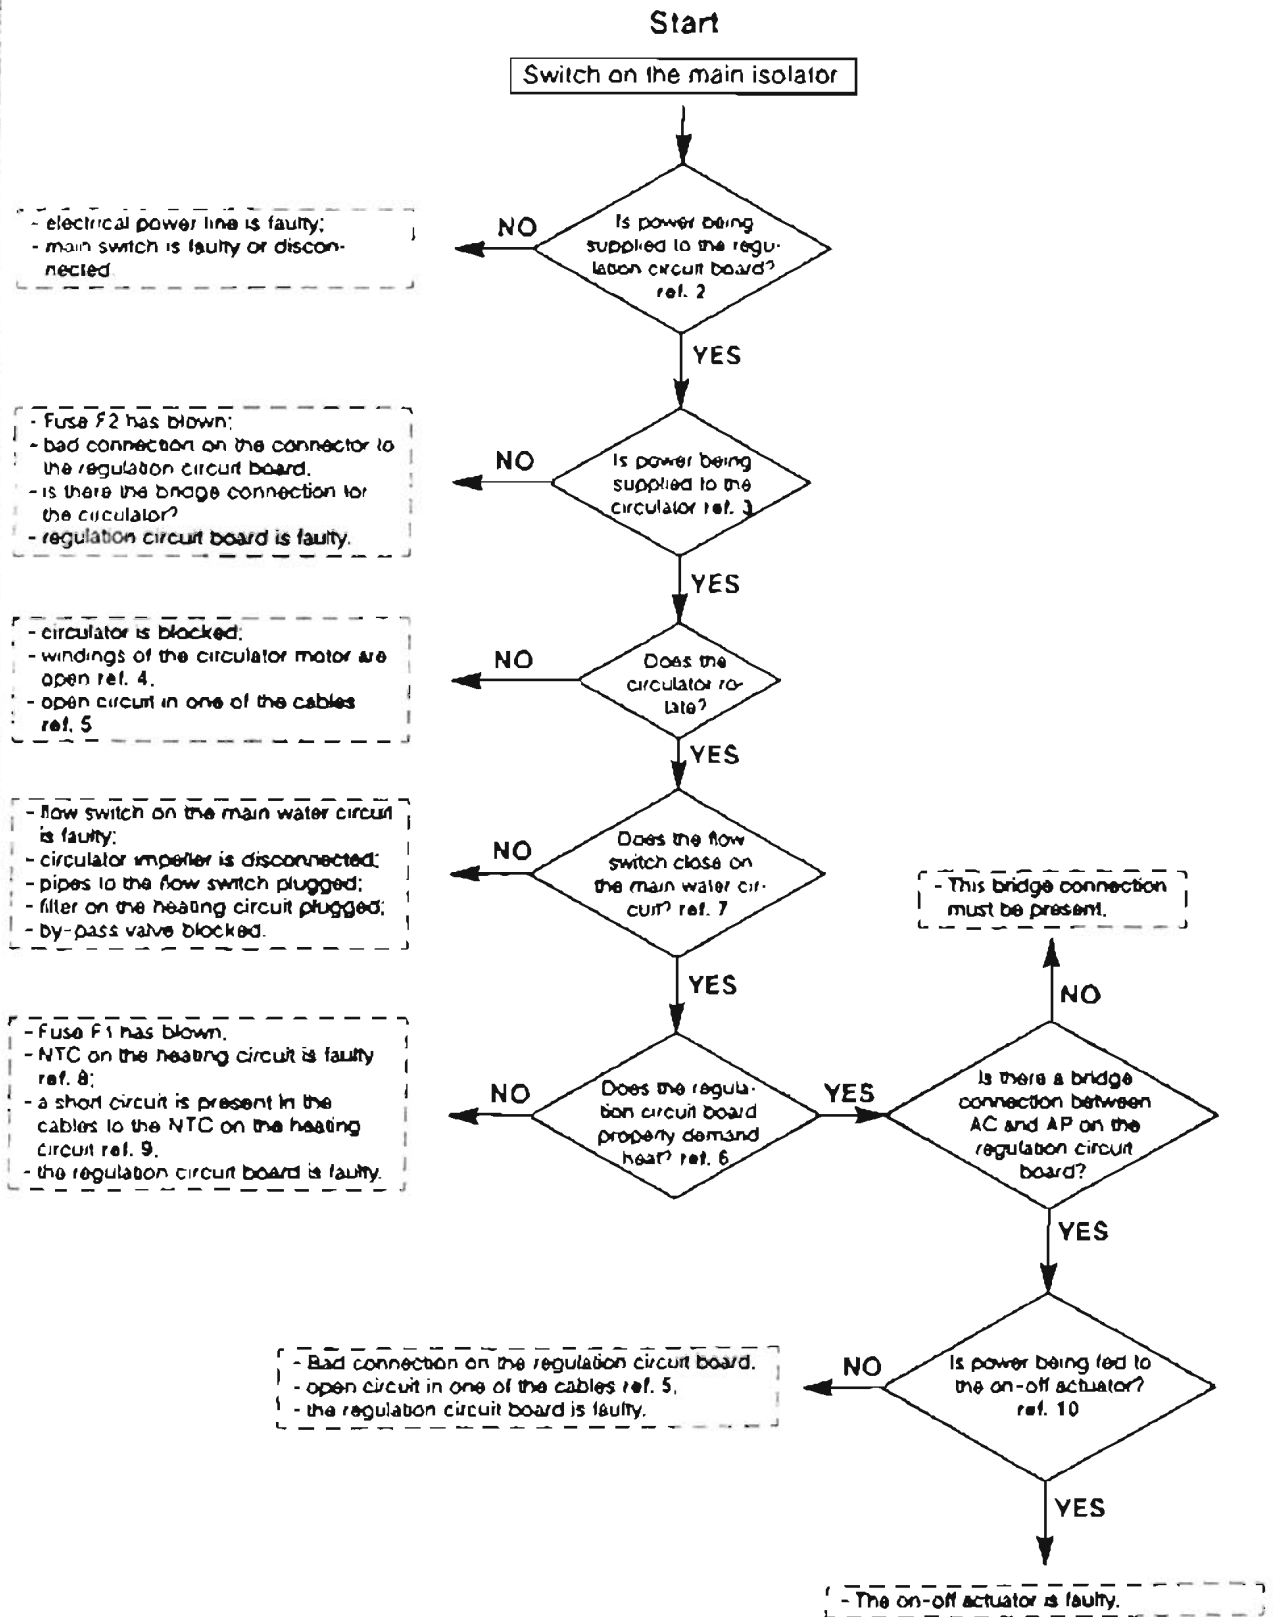 Start
Switch on the main isolator
Is power being
supplied to the regu-
lation circuit board?
ref. 2
NO
- electrical power line is faulty;
- main switch is faulty or discon-
nected.
YES
Is power being
supplied to the
circulator ref. 3
NO
- Fuse F2 has blown;
- bad connection on the connector to
the regulation circuit board.
- is there the bridge connection for
the circulator?
- regulation circuit board is faulty.
YES
Does the
circulator ro-
tate?
NO
- circulator is blocked;
- windings of the circulator motor are
open ref. 4.
- open circuit in one of the cables
ref. 5
YES
Does the flow
switch close on
the main water cir-
cuit? ref. 7
NO
- flow switch on the main water circuit
is faulty;
- circulator impeller is disconnected;
- pipes to the flow switch plugged;
- filter on the heating circuit plugged;
- by-pass valve blocked.
YES
Does the regula-
tion circuit board
properly demand
heat? ref. 6
NO
- Fuse F1 has blown.
- NTC on the heating circuit is faulty
ref. 8;
- a short circuit is present in the
cables to the NTC on the heating
circuit ref. 9.
- the regulation circuit board is faulty.
YES
Is there a bridge
connection between
AC and AP on the
regulation circuit
board?
NO
- This bridge connection
must be present.
YES
Is power being fed to
the on-off actuator?
ref. 10
NO
- Bad connection on the regulation circuit board.
- open circuit in one of the cables ref. 5.
- the regulation circuit board is faulty.
YES
- The on-off actuator is faulty.